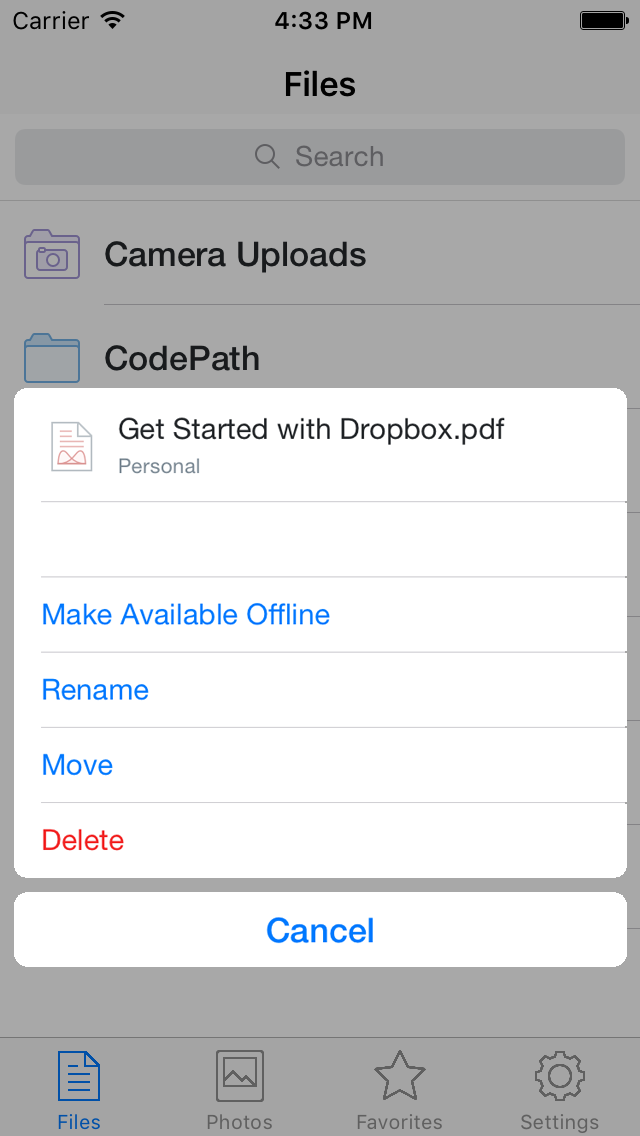 Carrier 4:33 PM
Files
Search
Camera Uploads
CodePath
Get Started with Dropbox.pdf
Personal
Make Available Offline
Rename
Move
Delete
Cancel
Files Photos Favorites Settings